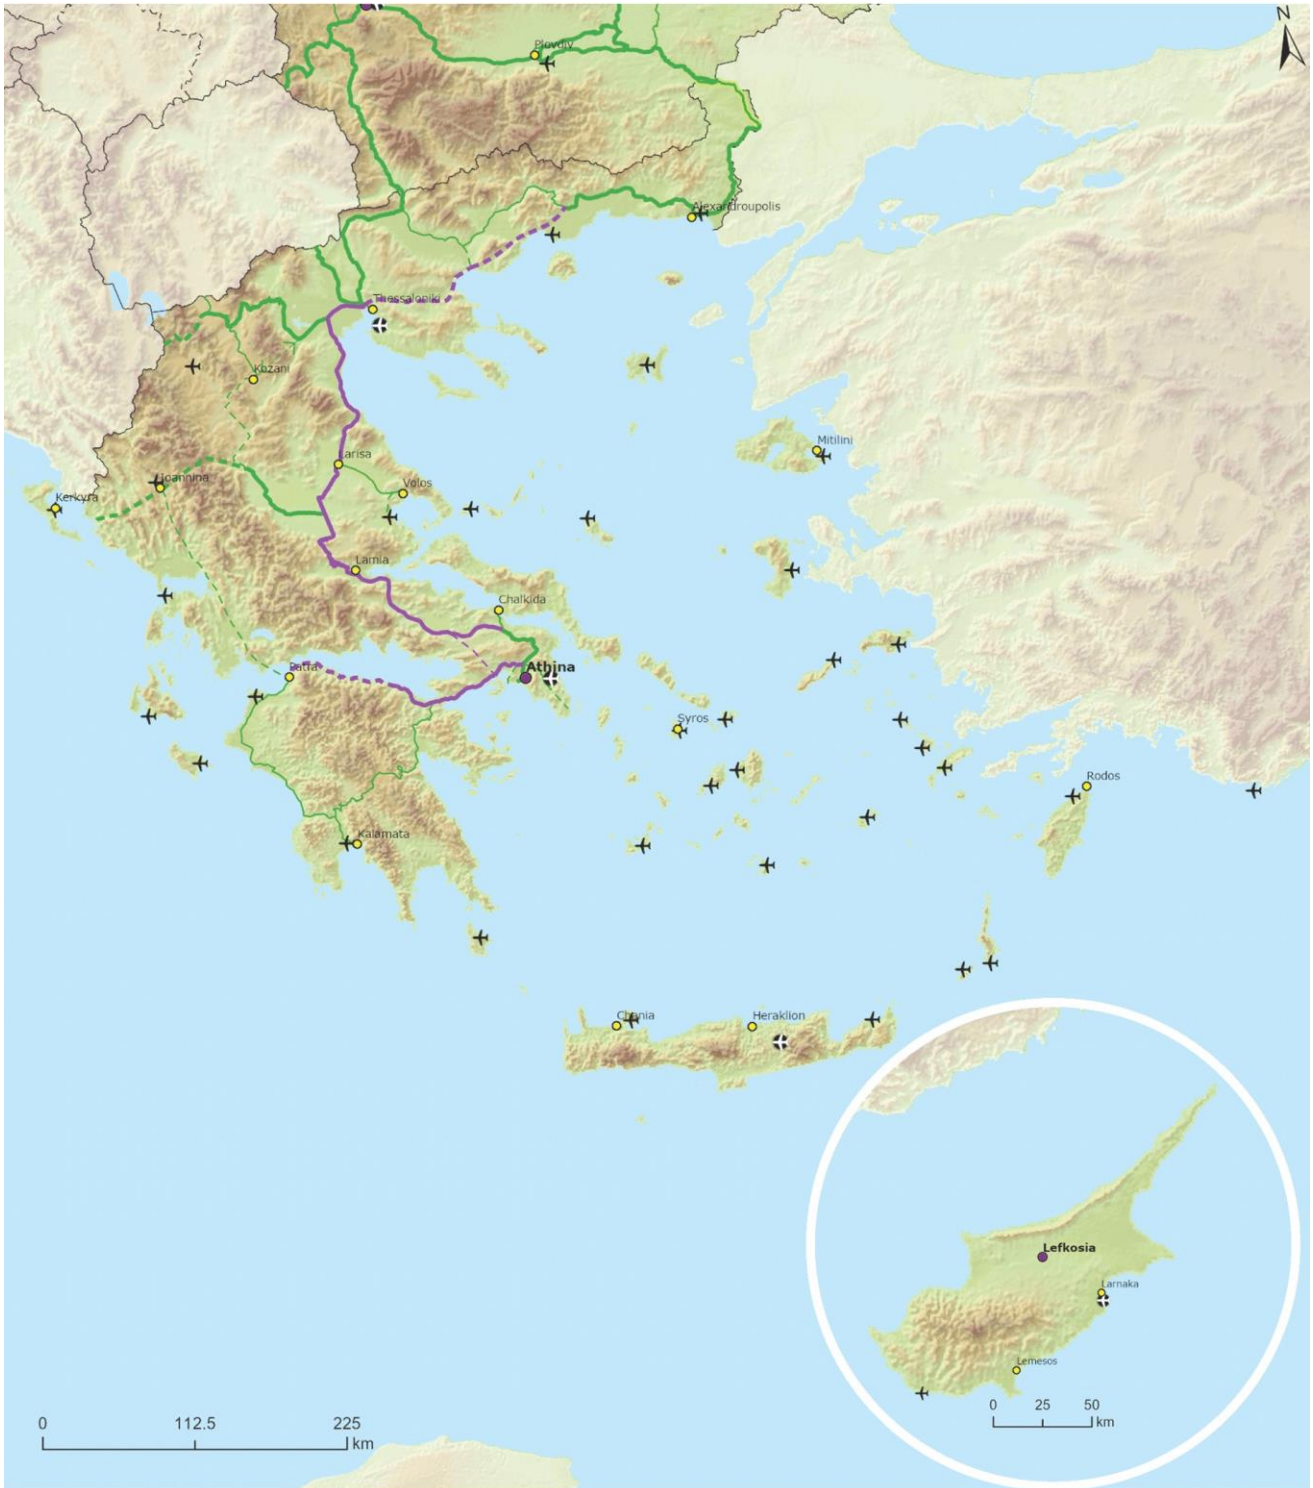 N
Plovdiv
Alexandroupolis
Thessaloniki
Kozani
Mitilini
Larisa
Ioannina
Volos
Kerkyra
Lamia
Chalkida
Patra
Athina
Syros
Rodos
Kalamata
Chania
Heraklion
Lefkosia
Larnaka
Lemesos
0 25 50
km
0 112.5 225
km